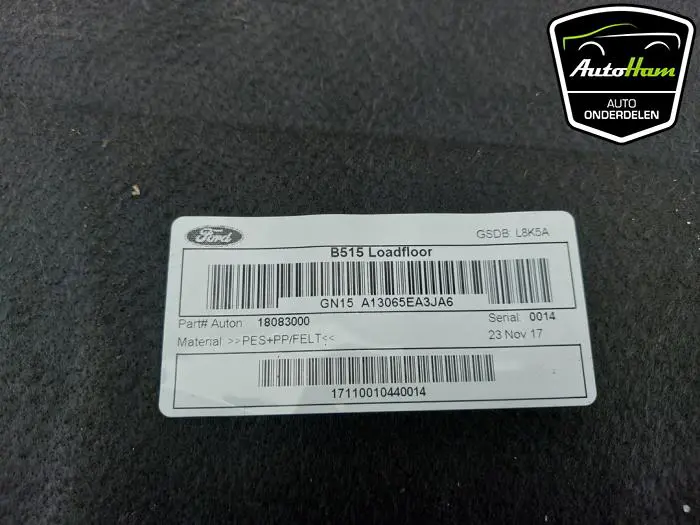 AutoHam
AUTO
ONDERDELEN
Ford
GSDB: L8K5A
B515 Loadfloor
GN15 A13065EA3JA6
Part# Auton 18083000
Serial: 0014
Material >>PES+PP/FELT<<
23 Nov 17
17110010440014